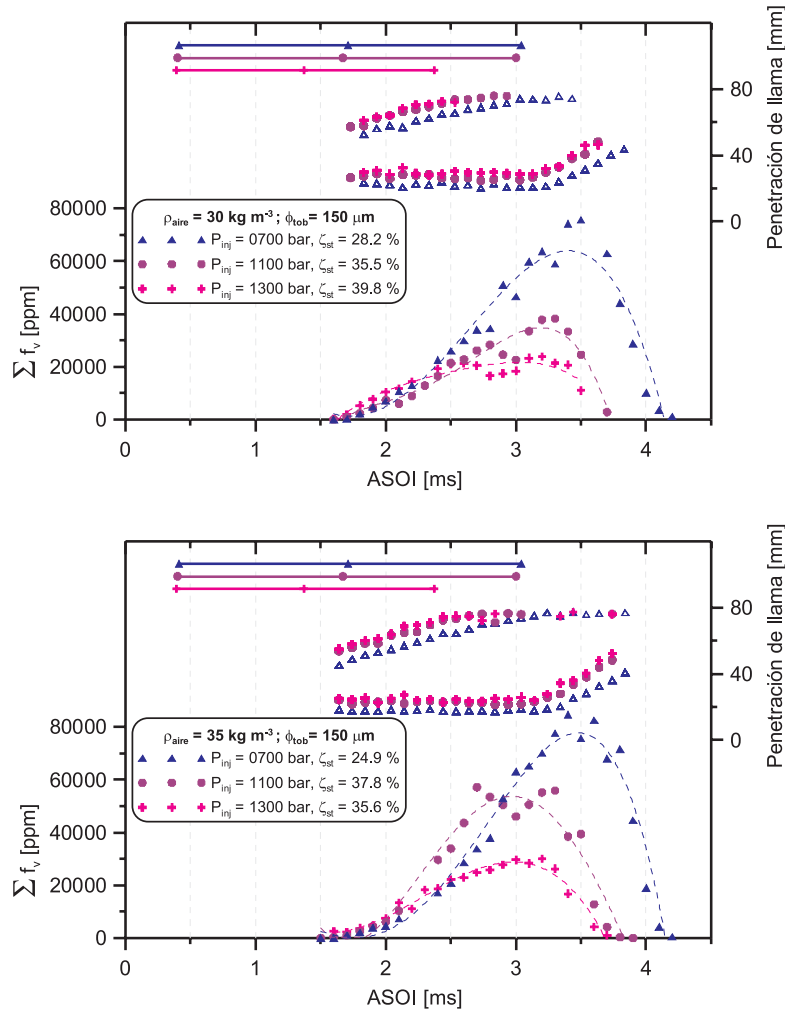 Penetración de llama [mm]
80
40
0
ρaire = 30 kg m-3 ; ϕtob= 150 μm
Pinj = 0700 bar, ζst = 28.2 %
Pinj = 1100 bar, ζst = 35.5 %
Pinj = 1300 bar, ζst = 39.8 %
80000
60000
40000
20000
0
Σ fv [ppm]
0 1 2 3 4
ASOI [ms]
Penetración de llama [mm]
80
40
0
ρaire = 35 kg m-3 ; ϕtob= 150 μm
Pinj = 0700 bar, ζst = 24.9 %
Pinj = 1100 bar, ζst = 37.8 %
Pinj = 1300 bar, ζst = 35.6 %
80000
60000
40000
20000
0
Σ fv [ppm]
0 1 2 3 4
ASOI [ms]